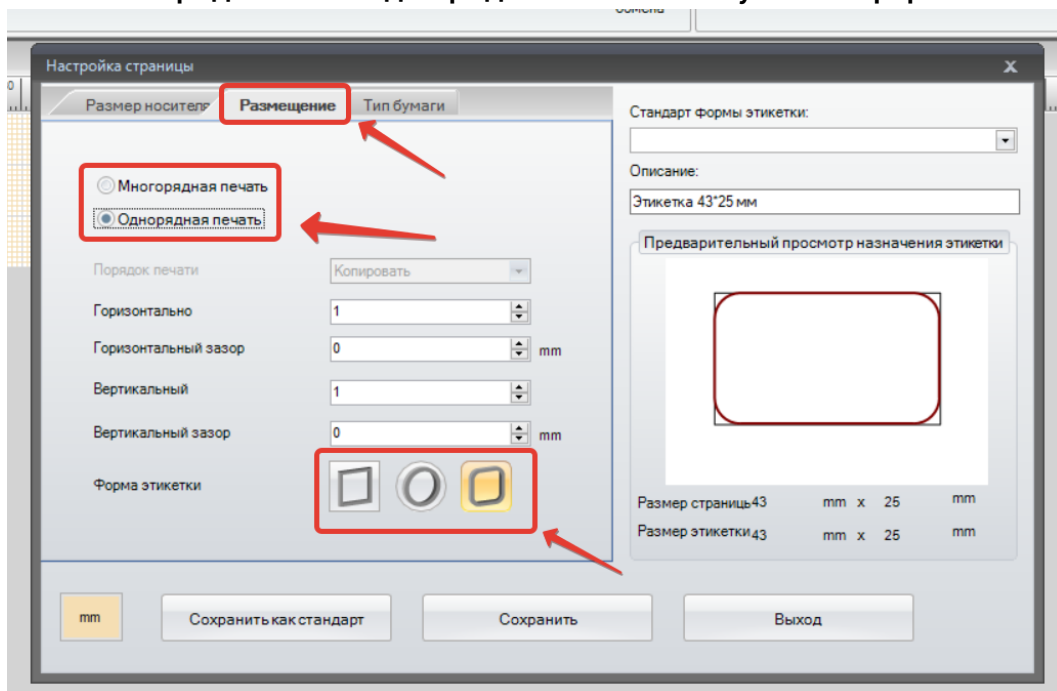 Настройка страницы
x
0
Размер носителя
Размещение
Тип бумаги
Многорядная печать
Однорядная печать
Порядок печати
Копировать
Горизонтально
1
Горизонтальный зазор
0
mm
Вертикальный
1
Вертикальный зазор
0
mm
Форма этикетки
Стандарт формы этикетки:
Описание:
Этикетка 43*25 мм
Предварительный просмотр назначения этикетки
Размер страниць43 mm x 25 mm
Размер этикетки43 mm x 25 mm
mm
Сохранить как стандарт
Сохранить
Выход